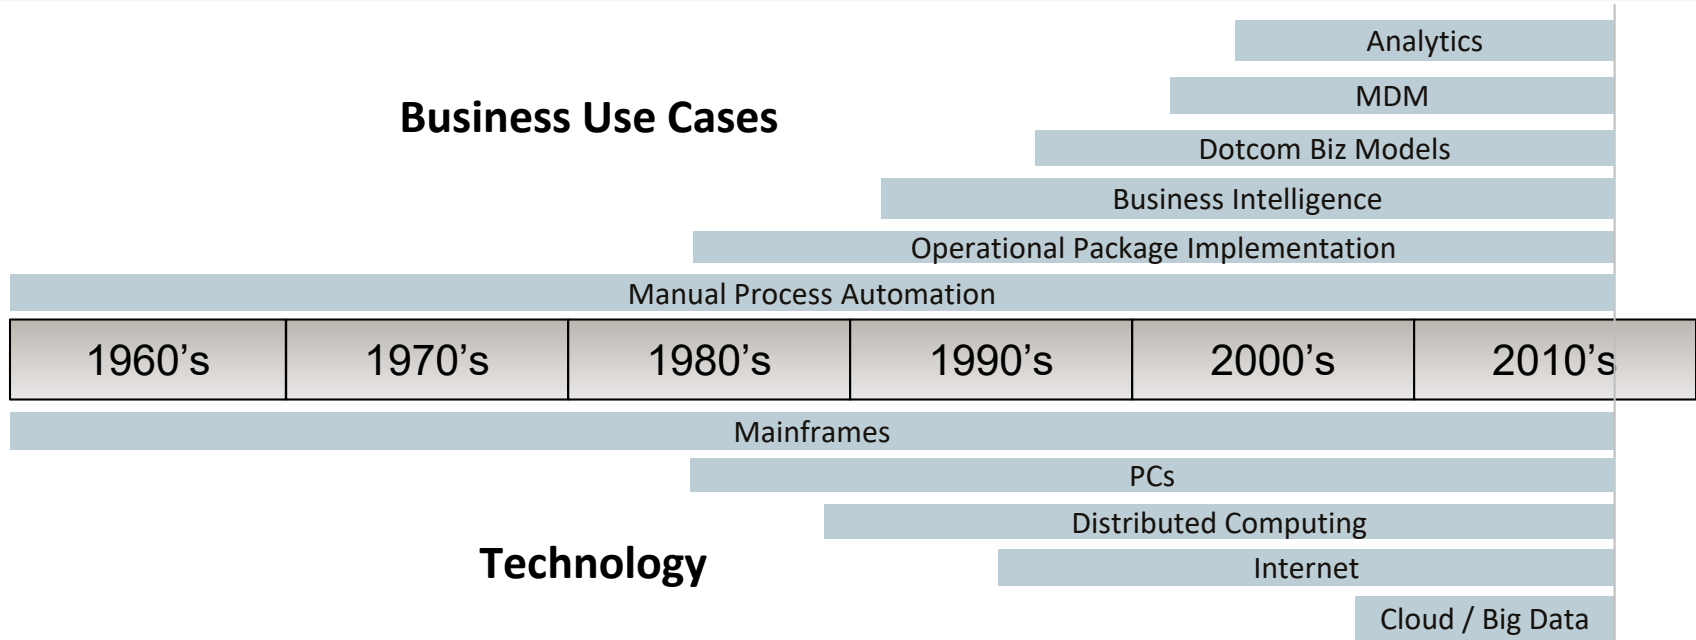 Analytics
MDM
Business Use Cases
Dotcom Biz Models
Business Intelligence
Operational Package Implementation
Manual Process Automation
1960’s 1970’s 1980’s 1990’s 2000’s 2010’s
Mainframes
PCs
Distributed Computing
Technology
Internet
Cloud / Big Data